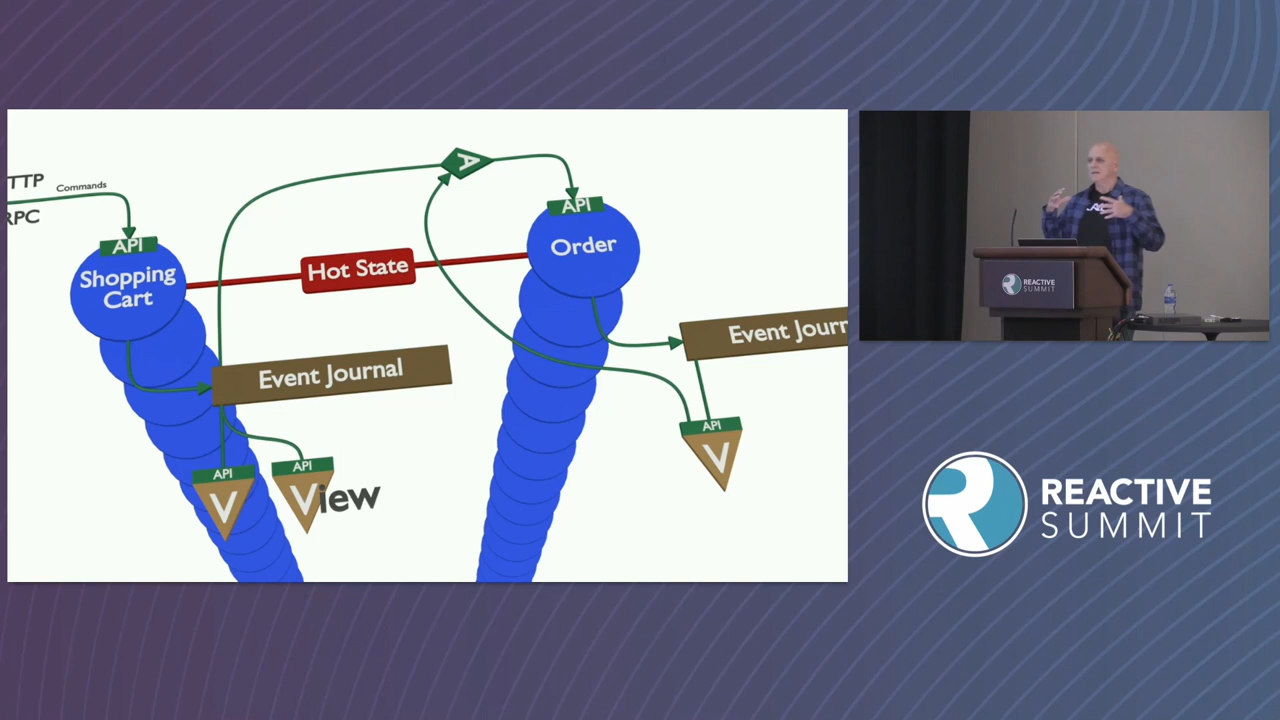 TTP
Commands
RPC
API
Shopping
Cart
Hot State
A
API
Order
Event Journal
Event Journ
API
V
API
View
API
V
REACTIVE
SUMMIT
REACTIVE
SUMMIT